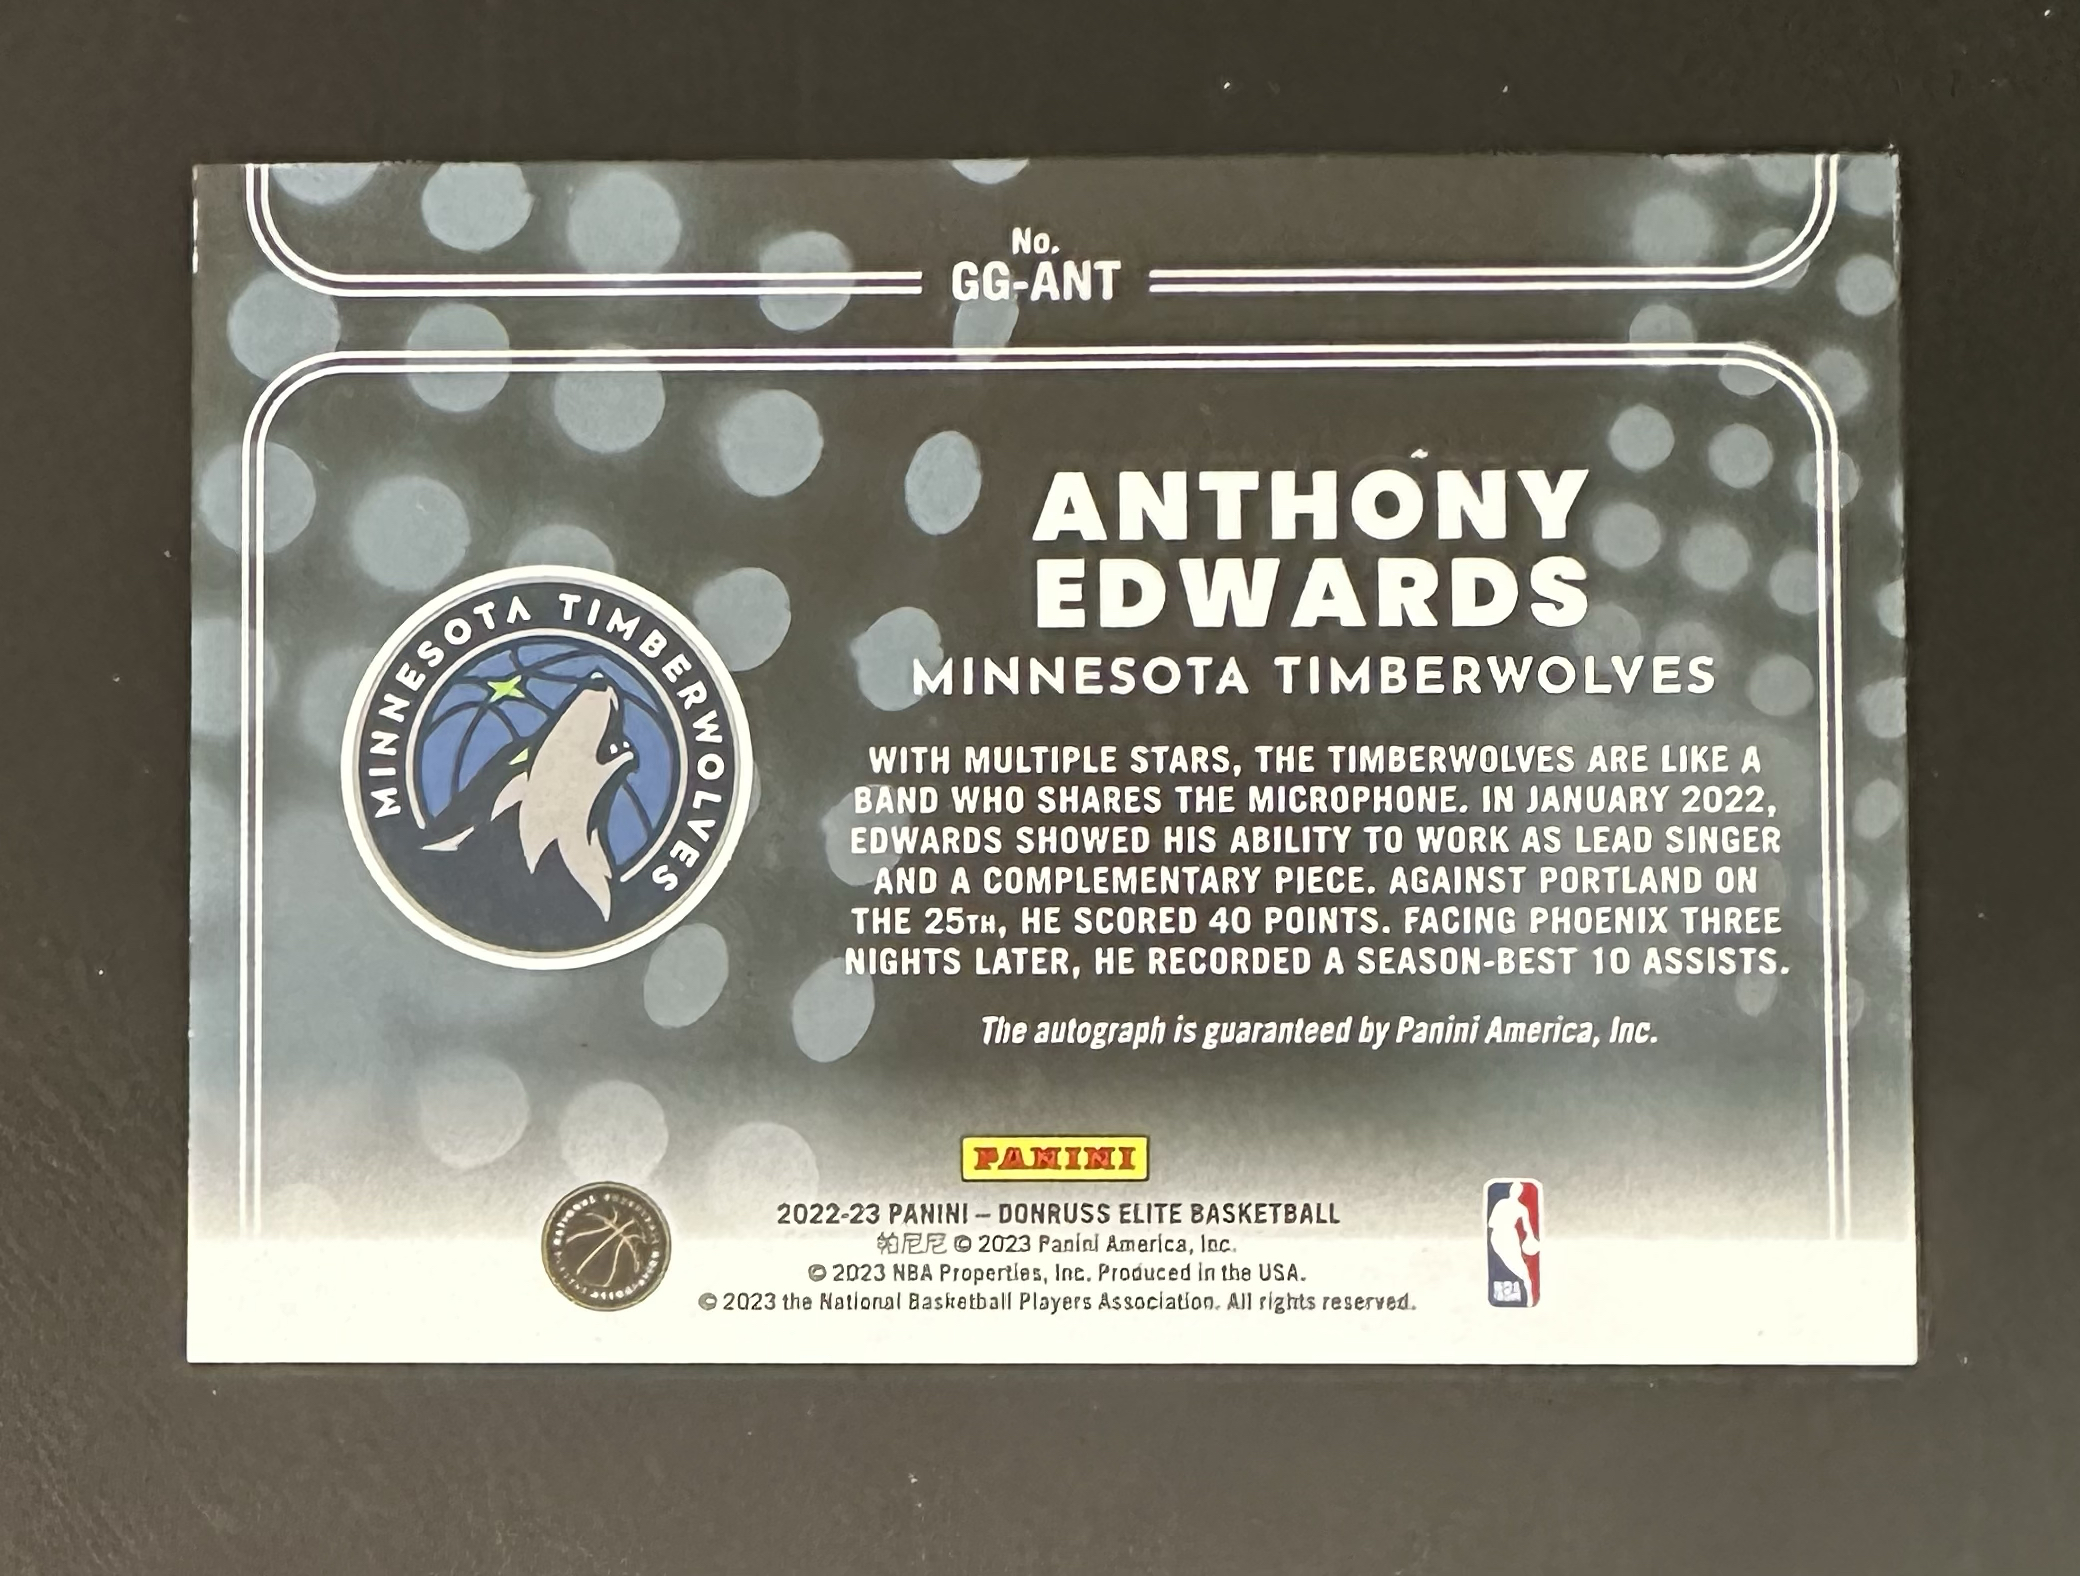 No.
GG-ANT
ANTHONY
EDWARDS
MINNESOTA TIMBERWOLVES
MINNESOTA TIMBERWOLVES
WITH MULTIPLE STARS, THE TIMBERWOLVES ARE LIKE A
BAND WHO SHARES THE MICROPHONE. IN JANUARY 2022,
EDWARDS SHOWED HIS ABILITY TO WORK AS LEAD SINGER
AND A COMPLEMENTARY PIECE. AGAINST PORTLAND ON
THE 25TH, HE SCORED 40 POINTS. FACING PHOENIX THREE
NIGHTS LATER, HE RECORDED A SEASON-BEST 10 ASSISTS.
The autograph is guaranteed by Panini America, Inc.
PANINI
2022-23 PANINI – DONRUSS ELITE BASKETBALL
帕尼尼 © 2023 Panini America, Inc.
© 2023 NBA Properties, Inc. Produced in the USA.
© 2023 the National Basketball Players Association. All rights reserved.
NBA